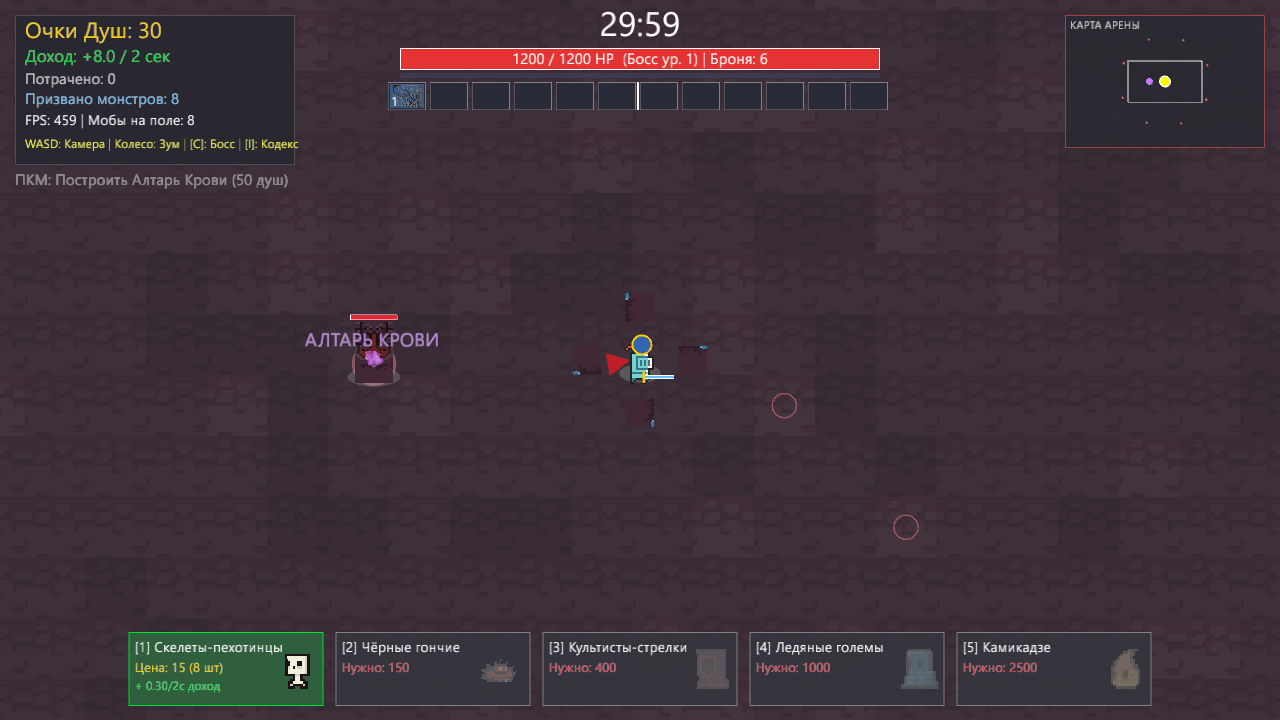 Очки Душ: 30
Доход: +8.0 / 2 сек
Потрачено: 0
Призвано монстров: 8
FPS: 459 | Мобы на поле: 8
WASD: Камера | Колесо: Зум | [C]: Босс | [I]: Кодекс
ПКМ: Построить Алтарь Крови (50 душ)
29:59
1200 / 1200 HP (Босс ур. 1) | Броня: 6
1
КАРТА АРЕНЫ
АЛТАРЬ КРОВИ
[1] Скелеты-пехотинцы
Цена: 15 (8 шт)
+ 0.30/2с доход
[2] Чёрные гончие
Нужно: 150
[3] Культисты-стрелки
Нужно: 400
[4] Ледяные големы
Нужно: 1000
[5] Камикадзе
Нужно: 2500